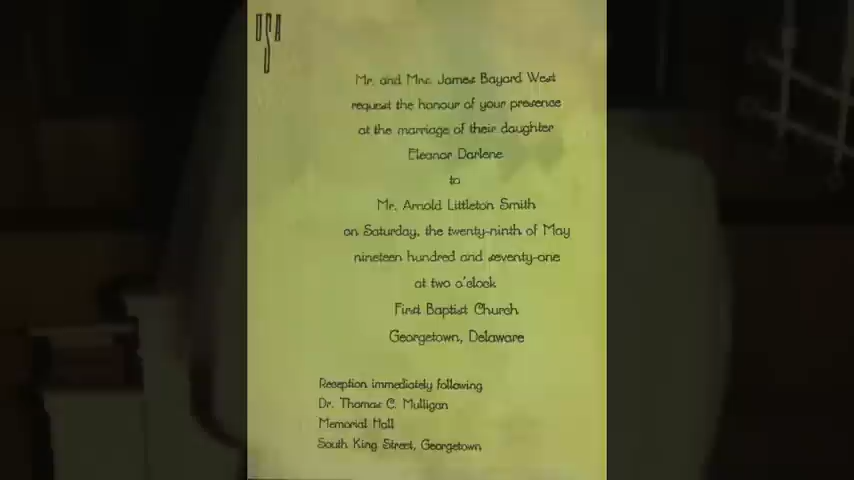 USA
Mr. and Mrs. James Bayard West
request the honour of your presence
at the marriage of their daughter
Eleanor Darlene
to
Mr. Arnold Littleton Smith
on Saturday, the twenty-ninth of May
nineteen hundred and seventy-one
at two o'clock
First Baptist Church
Georgetown, Delaware
Reception immediately following
Dr. Thomas C. Mulligan
Memorial Hall
South King Street, Georgetown